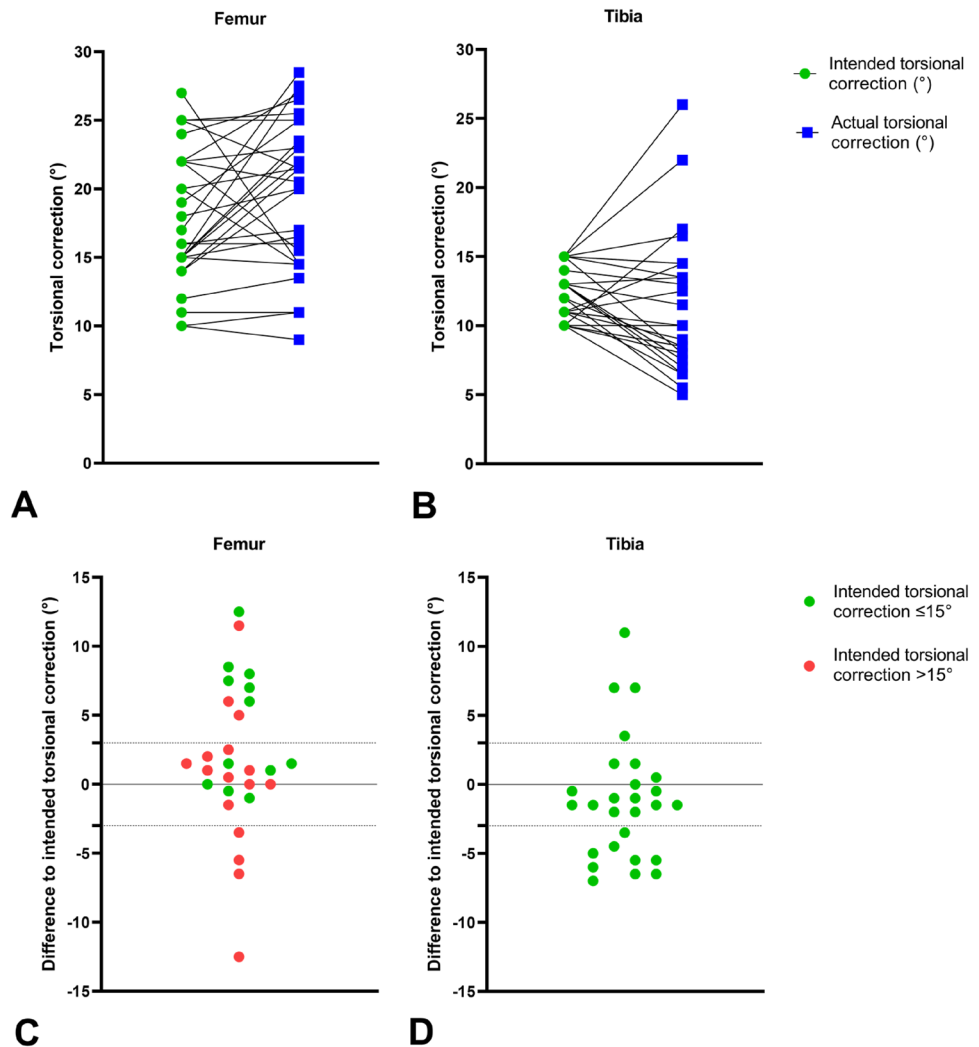 Femur
Tibia
Torsional correction (°)
30
25
20
15
10
5
0
Torsional correction (°)
30
25
20
15
10
5
0
Intended torsional
correction (°)
Actual torsional
correction (°)
A
B
Femur
Tibia
Difference to intended torsional correction (°)
15
10
5
0
-5
-10
-15
Difference to intended torsional correction (°)
15
10
5
0
-5
-10
-15
Intended torsional
correction ≤15°
Intended torsional
correction >15°
C
D